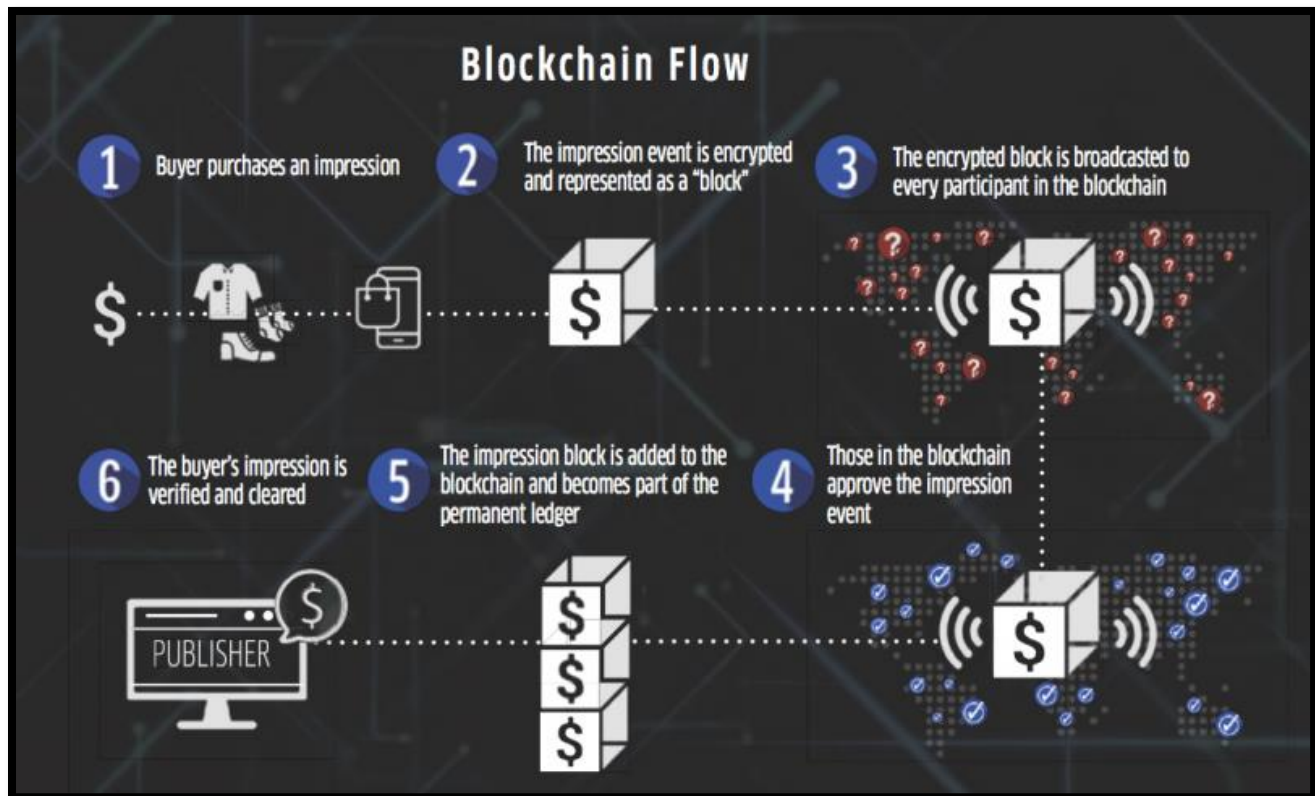 Blockchain Flow
1
Buyer purchases an impression
2
The impression event is encrypted
and represented as a “block”
3
The encrypted block is broadcasted to
every participant in the blockchain
$
$
? ? ? ? ? ? ? ? ? ? ? ? ? ? ? ? ? ? ? ? ?
$
4
Those in the blockchain
approve the impression
event
$
5
The impression block is added to the
blockchain and becomes part of the
permanent ledger
$
$
$
6
The buyer’s impression is
verified and cleared
$
PUBLISHER